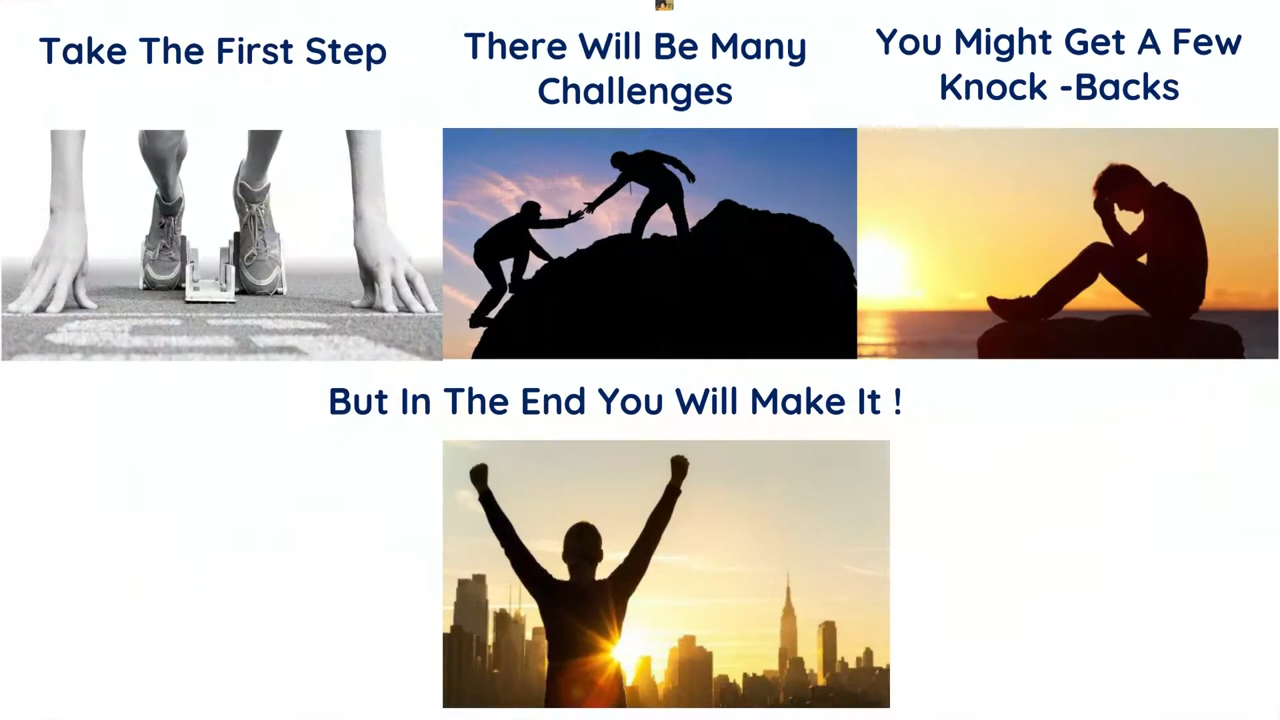 Take The First Step
There Will Be Many
Challenges
You Might Get A Few
Knock -Backs
But In The End You Will Make It !